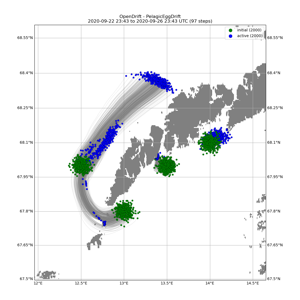 OpenDrift - PelagicEggDrift
2020-09-22 23:43 to 2020-09-26 23:43 UTC (97 steps)
initial (2000)
active (2000)
68.55°N
68.4°N
68.25°N
68.1°N
67.95°N
67.8°N
67.65°N
67.5°N
12°E
12.5°E
13°E
13.5°E
14°E
14.5°E